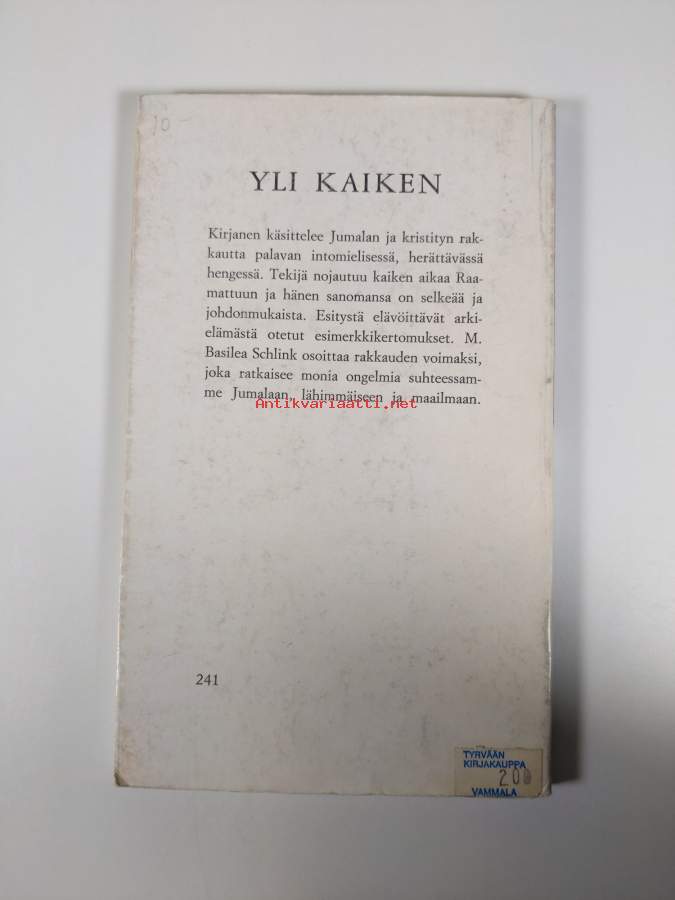 10 -
YLI KAIKEN
Kirjanen käsittelee Jumalan ja kristityn rak-
kautta palavan intomielisessä, herättävässä
hengessä. Tekijä nojautuu kaiken aikaa Raa-
mattuun ja hänen sanomansa on selkeää ja
johdonmukaista. Esitystä elävöittävät arki-
elämästä otetut esimerkkikertomukset. M.
Basilea Schlink osoittaa rakkauden voimaksi,
joka ratkaisee monia ongelmia suhteessam-
me Jumalaan, lähimmäiseen ja maailmaan.
Antikvariaatti.net
241
TYRVÄÄN
KIRJAKAUPPA
200
VAMMALA